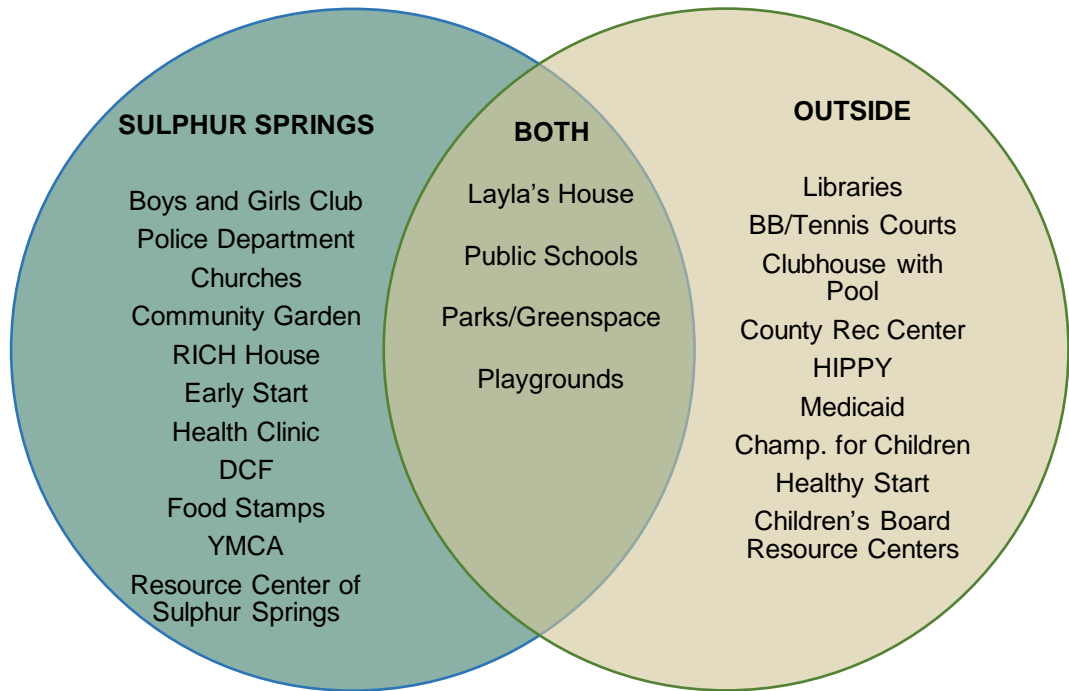 SULPHUR SPRINGS
Boys and Girls Club
Police Department
Churches
Community Garden
RICH House
Early Start
Health Clinic
DCF
Food Stamps
YMCA
Resource Center of
Sulphur Springs
BOTH
Layla’s House
Public Schools
Parks/Greenspace
Playgrounds
OUTSIDE
Libraries
BB/Tennis Courts
Clubhouse with
Pool
County Rec Center
HIPPY
Medicaid
Champ. for Children
Healthy Start
Children’s Board
Resource Centers